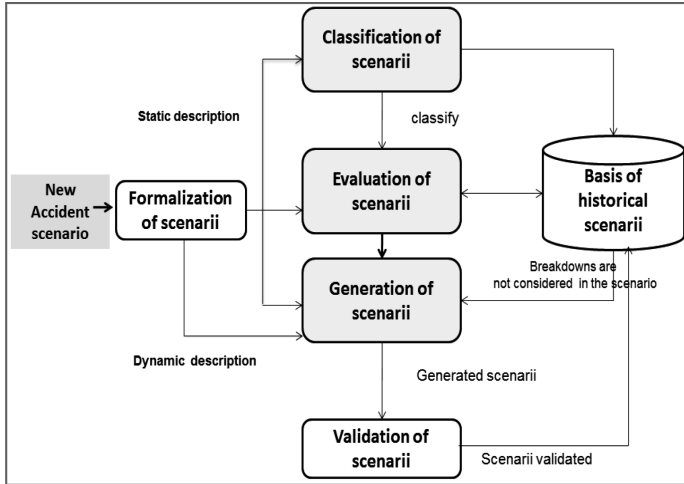 Classification of
scenarii
Static description
classify
New
Accident
scenario
Formalization
of scenarii
Evaluation of
scenarii
Basis of
historical
scenarii
Breakdowns are
not considered in the scenario
Generation of
scenarii
Dynamic description
Generated scenarii
Validation of
scenarii
Scenarii validated